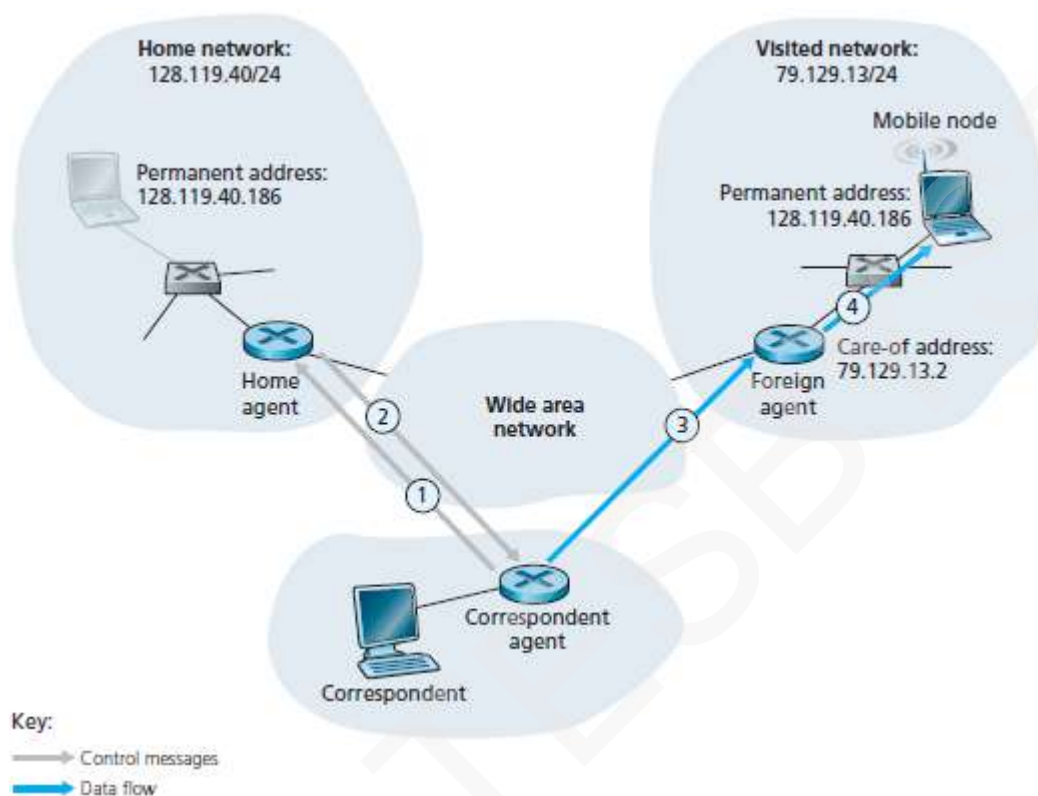 Home network:
128.119.40/24
Visited network:
79.129.13/24
Mobile node
Permanent address:
128.119.40.186
Permanent address:
128.119.40.186
4
Home
agent
Foreign
agent
Care-of address:
79.129.13.2
Wide area
network
2
3
1
Correspondent
agent
Correspondent
Key:
Control messages
Data flow